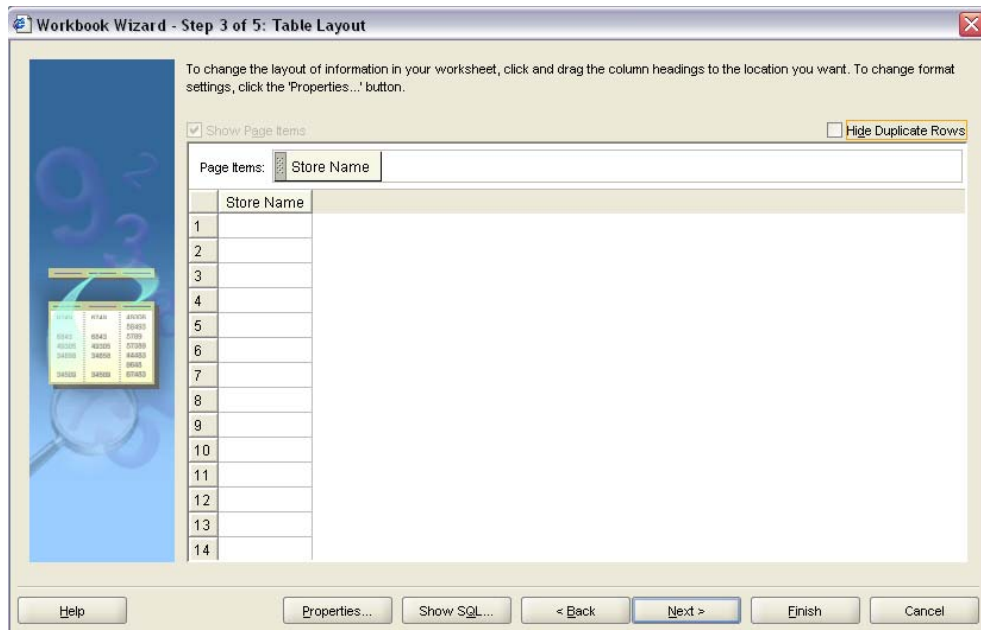 Workbook Wizard - Step 3 of 5: Table Layout
To change the layout of information in your worksheet, click and drag the column headings to the location you want. To change format
settings, click the 'Properties...' button.
Show Page Items
Hide Duplicate Rows
Page Items: Store Name
Store Name
1
2
3
4
5
6
7
8
9
10
11
12
13
14
Help
Properties...
Show SQL...
< Back
Next >
Finish
Cancel